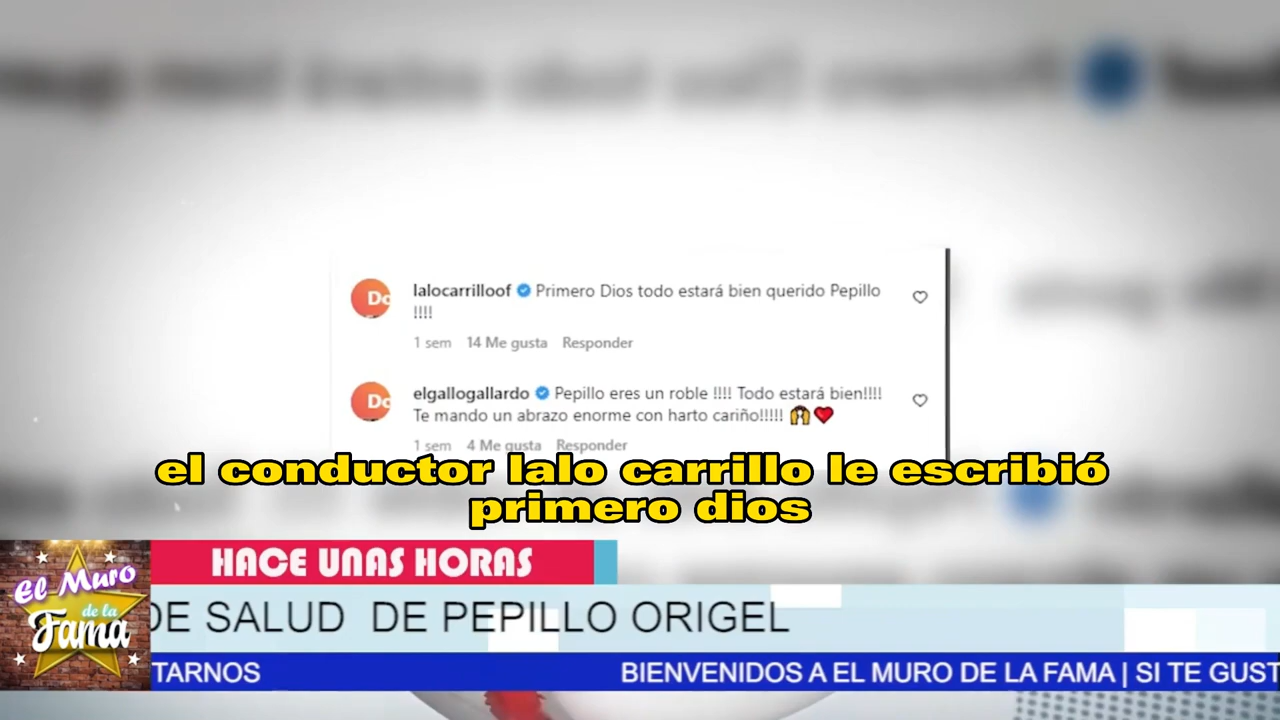 Do
lalocarrilloof Primero Dios todo estará bien querido Pepillo
!!!!
1 sem 14 Me gusta Responder
Do
elgallogallardo Pepillo eres un roble !!!! Todo estará bien!!!!
Te mando un abrazo enorme con harto cariño!!!!! 🫶❤️
1 sem 4 Me gusta Responder
el conductor lalo carrillo le escribió
primero dios
HACE UNAS HORAS
El Muro
de la
Fama
DE SALUD DE PEPILLO ORIGEL
TARNOS BIENVENIDOS A EL MURO DE LA FAMA | SI TE GUST